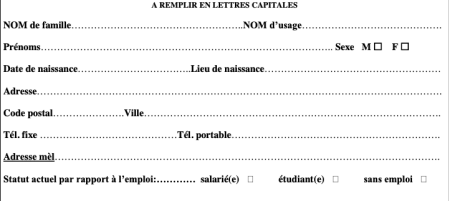 A REMPLIR EN LETTRES CAPITALES
NOM de famille.......................................................NOM d'usage............................................
Prénoms............................................................................................ Sexe M ☐ F ☐
Date de naissance....................................Lieu de naissance.......................................................
Adresse.....................................................................................................................................
Code postal......................Ville................................................................................................
Tél. fixe ...........................................Tél. portable..................................................................
Adresse mèl..............................................................................................................................
Statut actuel par rapport à l'emploi:............ salarié(e) ☐ étudiant(e) ☐ sans emploi ☐